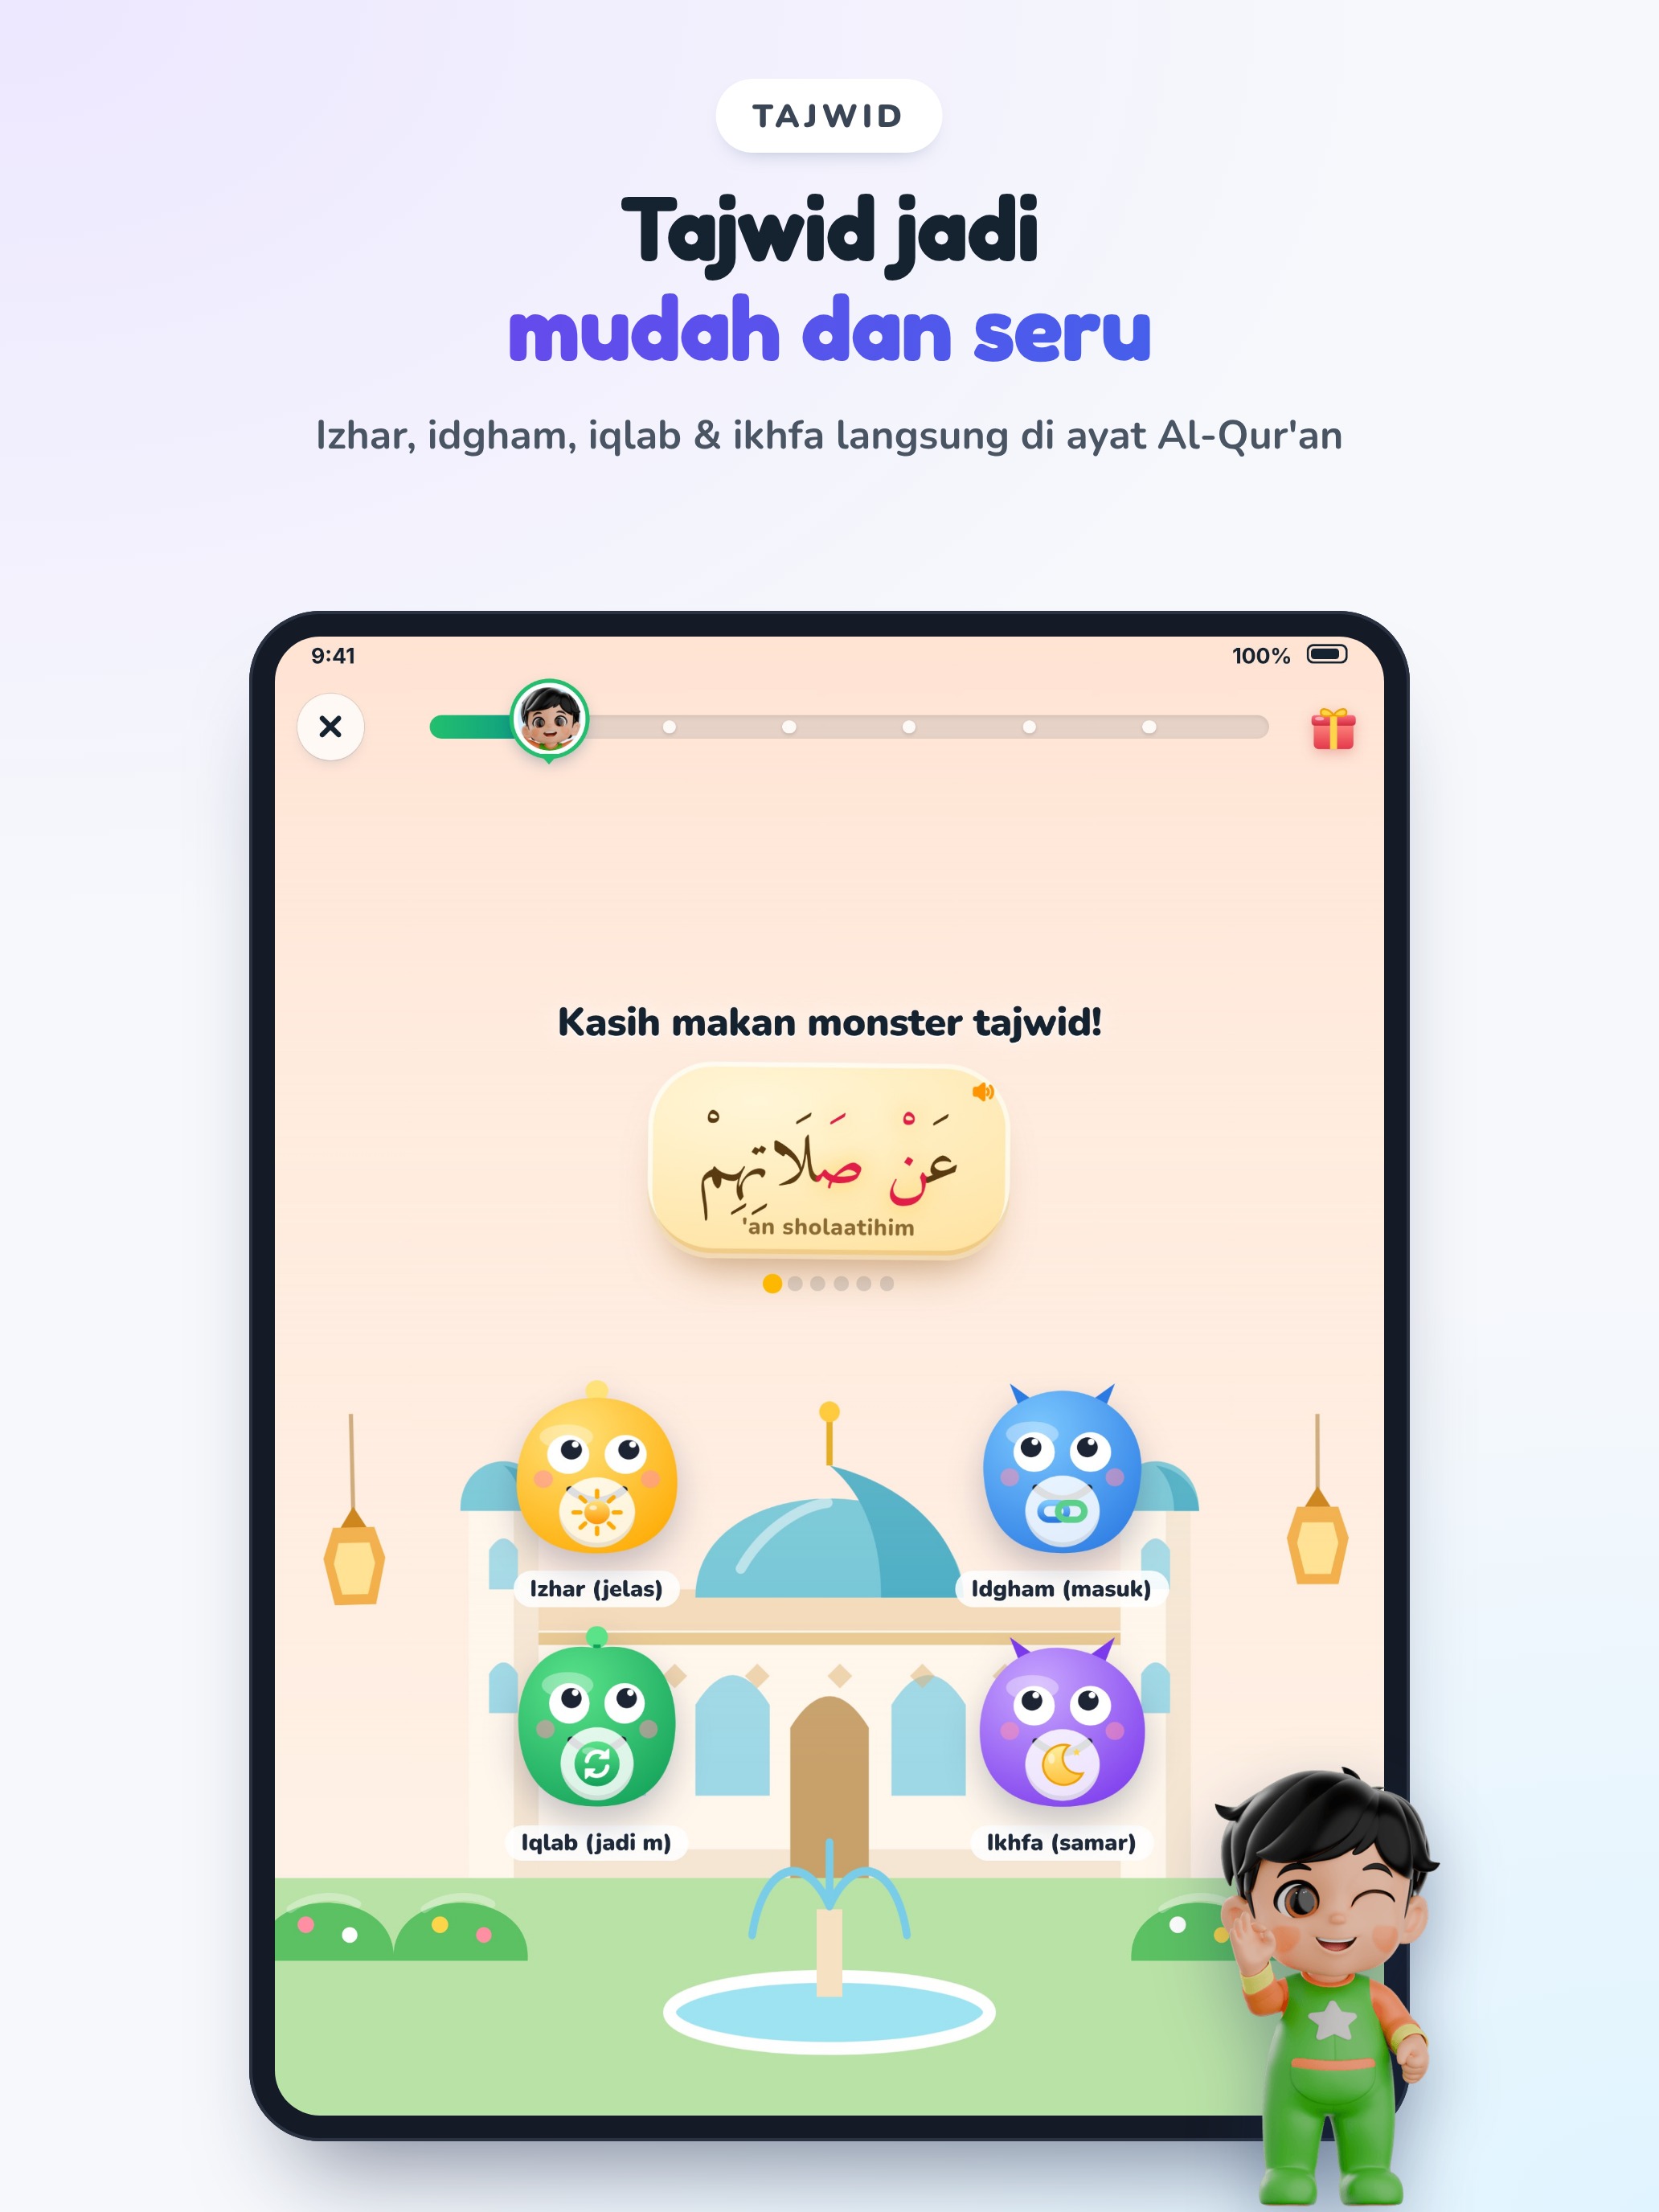 TAJWID
Tajwid jadi
mudah dan seru
Izhar, idgham, iqlab & ikhfa langsung di ayat Al-Qur'an
9:41
100%
Kasih makan monster tajwid!
عَنْ صَلَاتِهِمْ
'an sholaatihim
Izhar (jelas)
Idgham (masuk)
Iqlab (jadi m)
Ikhfa (samar)